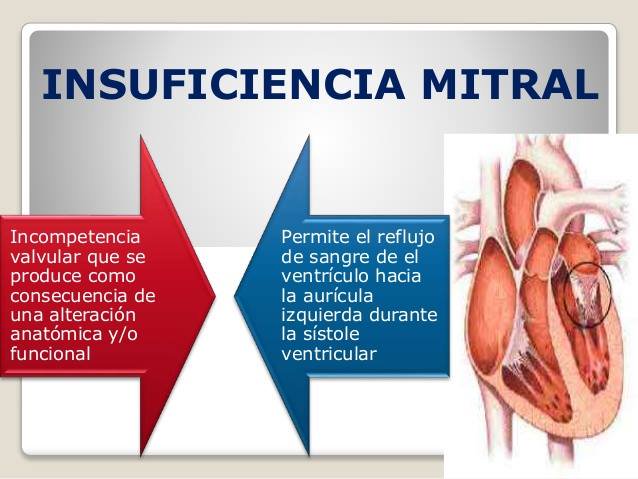 INSUFICIENCIA MITRAL
Incompetencia
valvular que se
produce como
consecuencia de
una alteración
anatómica y/o
funcional
Permite el reflujo
de sangre de el
ventrículo hacia
la aurícula
izquierda durante
la sístole
ventricular